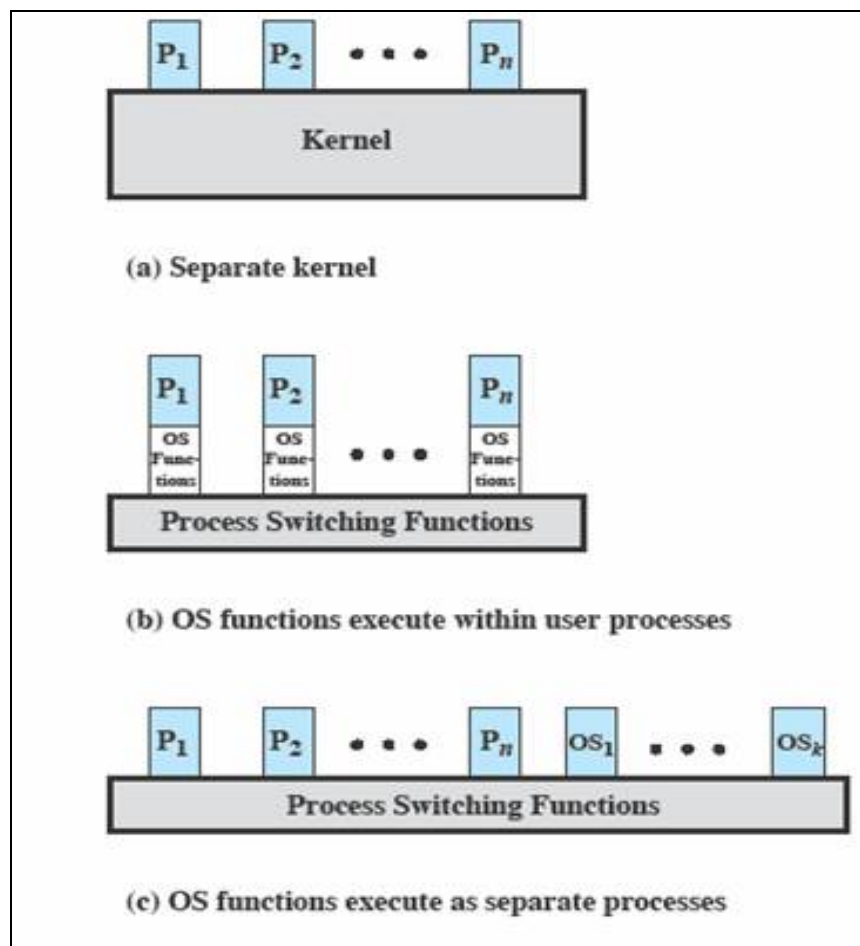 P1 P2 • • • Pn
Kernel
(a) Separate kernel
P1 P2 Pn
OS OS OS
Func- Func- • • • Func-
tions tions tions
Process Switching Functions
(b) OS functions execute within user processes
P1 P2 • • • Pn OS1 • • • OSk
Process Switching Functions
(c) OS functions execute as separate processes